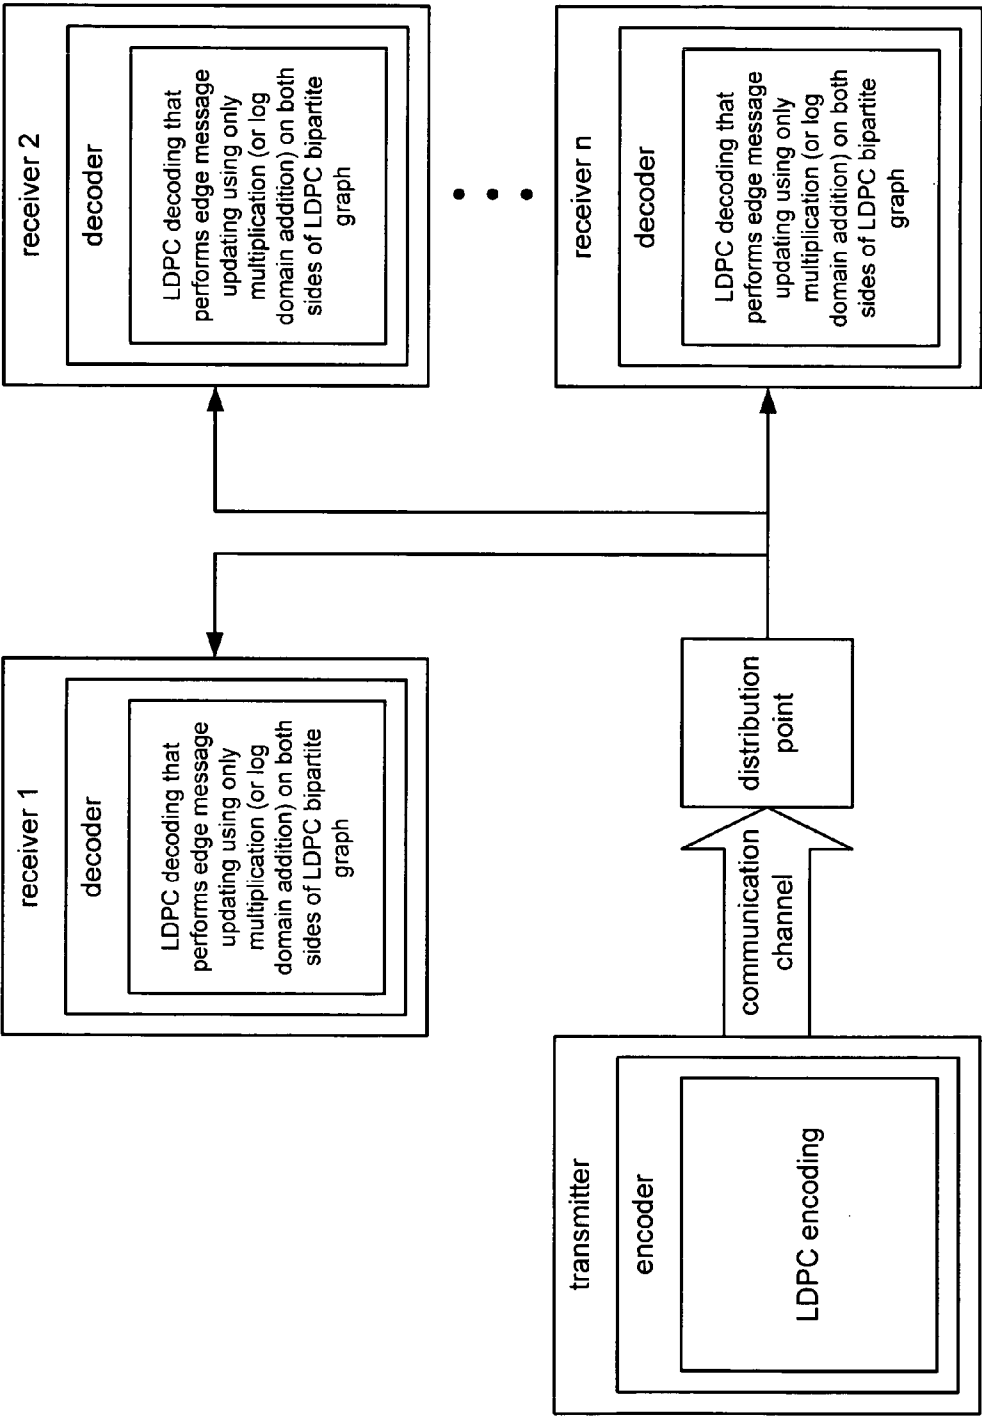 receiver 1
decoder
LDPC decoding that
performs edge message
updating using only
multiplication (or log
domain addition) on both
sides of LDPC bipartite
graph
receiver 2
decoder
LDPC decoding that
performs edge message
updating using only
multiplication (or log
domain addition) on both
sides of LDPC bipartite
graph
transmitter
encoder
LDPC encoding
communication
channel
distribution
point
receiver n
decoder
LDPC decoding that
performs edge message
updating using only
multiplication (or log
domain addition) on both
sides of LDPC bipartite
graph